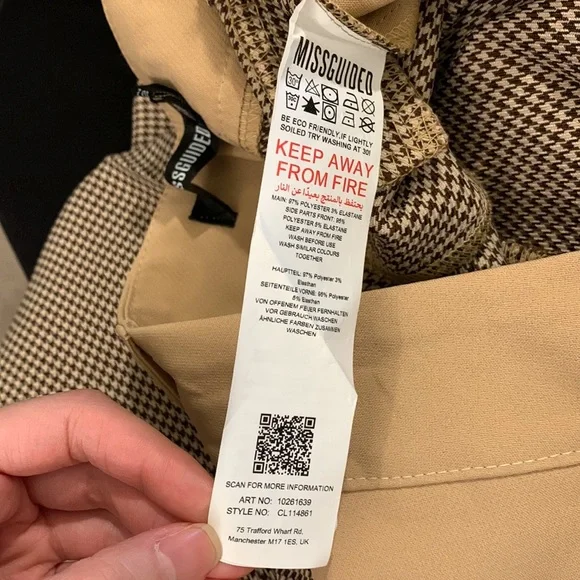 MISSGUIDED
30°
BE ECO FRIENDLY,IF LIGHTLY
SOILED TRY WASHING AT 30!
KEEP AWAY
FROM FIRE
يحتفظ بالمنتج بعيدًا عن النار
MAIN: 97% POLYESTER 3% ELASTANE
SIDE PARTS FRONT: 95%
POLYESTER 5% ELASTANE
KEEP AWAY FROM FIRE
WASH BEFORE USE
WASH SIMILAR COLOURS
TOGETHER
HAUPTTEIL: 97% Polyester 3%
Elasthan
SEITENTEILEVORNE: 95% Polyester
5% Elasthan
VON OFFENEM FEUER FERNHALTEN
VOR GEBRAUCH WASCHEN
ÄHNLICHE FARBEN ZUSAMMEN
WASCHEN
SCAN FOR MORE INFORMATION
ART NO: 10261639
STYLE NO: CL114861
75 Trafford Wharf Rd,
Manchester M17 1ES, UK
SSGUIDED